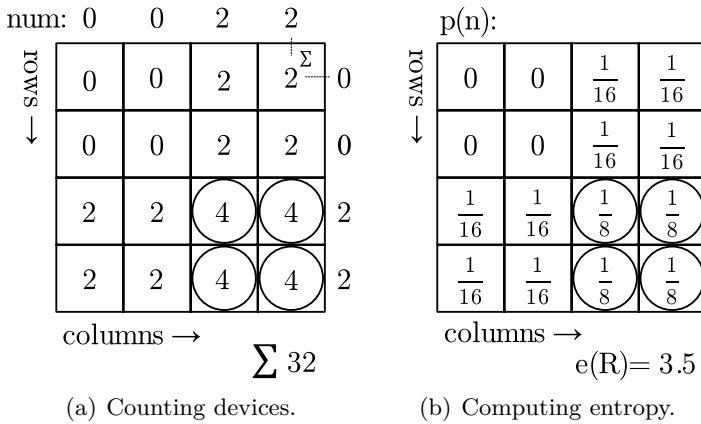 num: 0 0 2 2
rows →
0 0 2 2 Σ 0
0 0 2 2 0
2 2 4 4 2
2 2 4 4 2
columns →
∑ 32
(a) Counting devices.
p(n):
rows →
0 0 1/16 1/16
0 0 1/16 1/16
1/16 1/16 1/8 1/8
1/16 1/16 1/8 1/8
columns →
e(R)= 3.5
(b) Computing entropy.